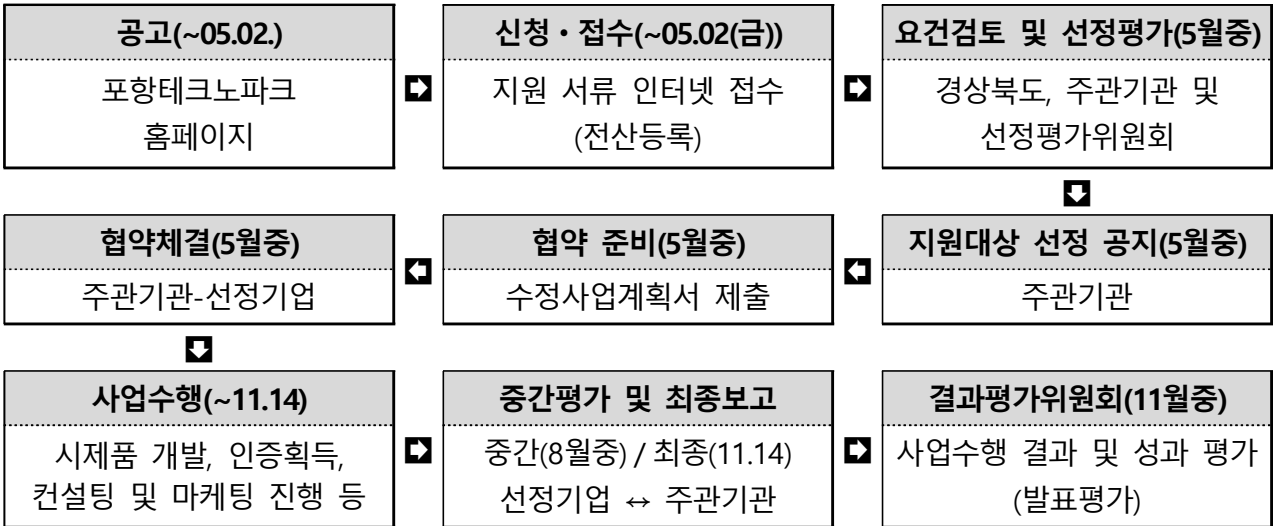 공고(~05.02.)
포항테크노파크
홈페이지
신청・접수(~05.02(금))
지원 서류 인터넷 접수
(전산등록)
요건검토 및 선정평가(5월중)
경상북도, 주관기관 및
선정평가위원회
지원대상 선정 공지(5월중)
주관기관
협약 준비(5월중)
수정사업계획서 제출
협약체결(5월중)
주관기관-선정기업
사업수행(~11.14)
시제품 개발, 인증획득,
컨설팅 및 마케팅 진행 등
중간평가 및 최종보고
중간(8월중) / 최종(11.14)
선정기업 ↔ 주관기관
결과평가위원회(11월중)
사업수행 결과 및 성과 평가
(발표평가)